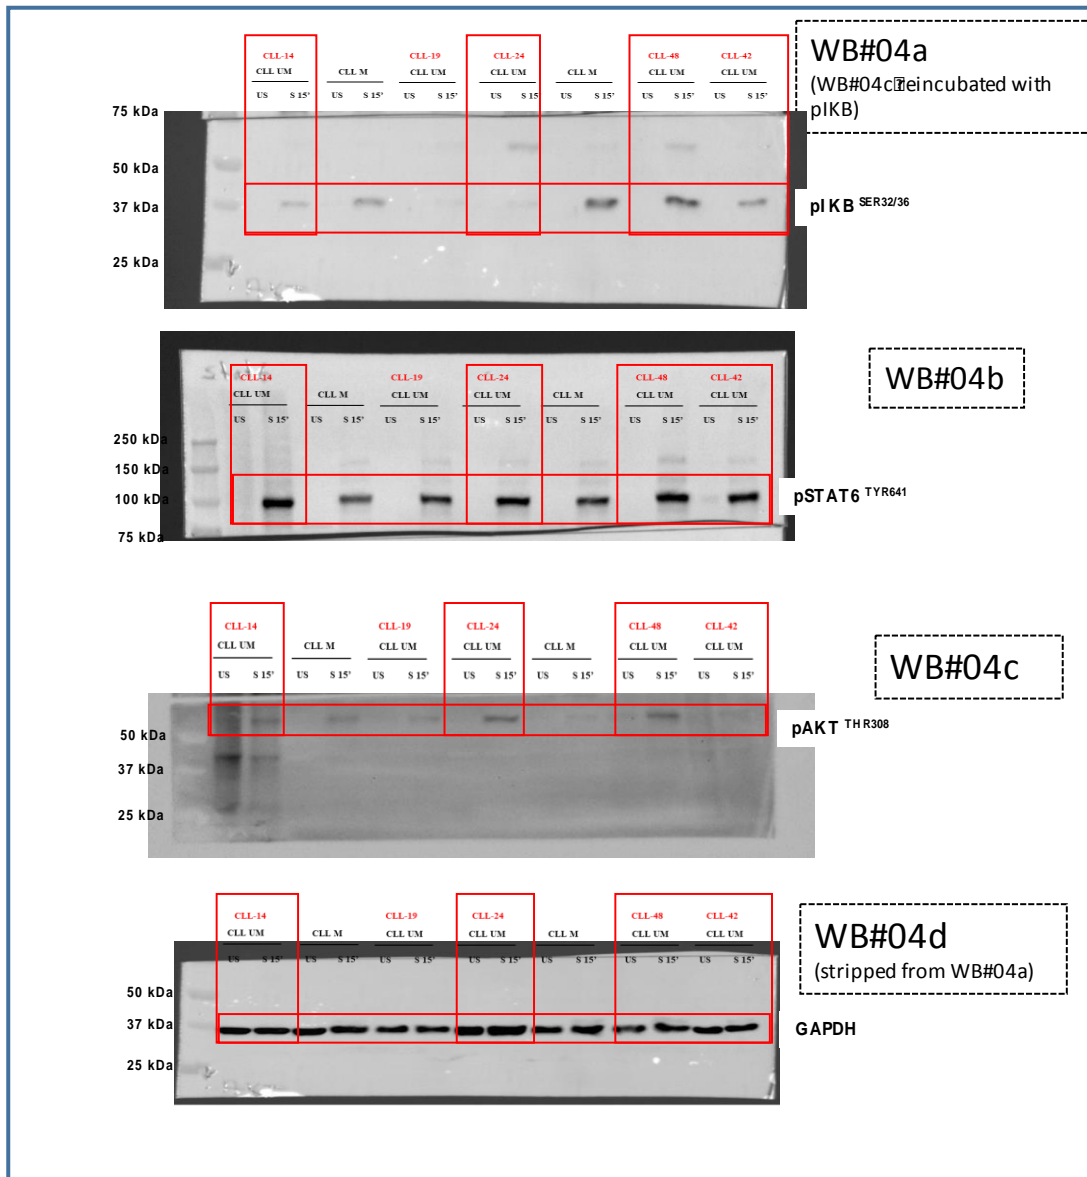 CLL-14 CLL-19 CLL-24 CLL-48 CLL-42
CLL UM CLL M CLL UM CLL UM CLL M CLL UM CLL UM
US S 15' US S 15' US S 15' US S 15' US S 15' US S 15' US S 15'
75 kDa
50 kDa
37 kDa
25 kDa
pIKB SER32/36
WB#04a
(WB#04c reincubated with
pIKB)
CLL-14 CLL-19 CLL-24 CLL-48 CLL-42
CLL UM CLL M CLL UM CLL UM CLL M CLL UM CLL UM
US S 15' US S 15' US S 15' US S 15' US S 15' US S 15' US S 15'
250 kDa
150 kDa
100 kDa
75 kDa
pSTAT6 TYR641
WB#04b
CLL-14 CLL-19 CLL-24 CLL-48 CLL-42
CLL UM CLL M CLL UM CLL UM CLL M CLL UM CLL UM
US S 15' US S 15' US S 15' US S 15' US S 15' US S 15' US S 15'
50 kDa
37 kDa
25 kDa
pAKT THR308
WB#04c
CLL-14 CLL-19 CLL-24 CLL-48 CLL-42
CLL UM CLL M CLL UM CLL UM CLL M CLL UM CLL UM
US S 15' US S 15' US S 15' US S 15' US S 15' US S 15' US S 15'
50 kDa
37 kDa
25 kDa
GAPDH
WB#04d
(stripped from WB#04a)